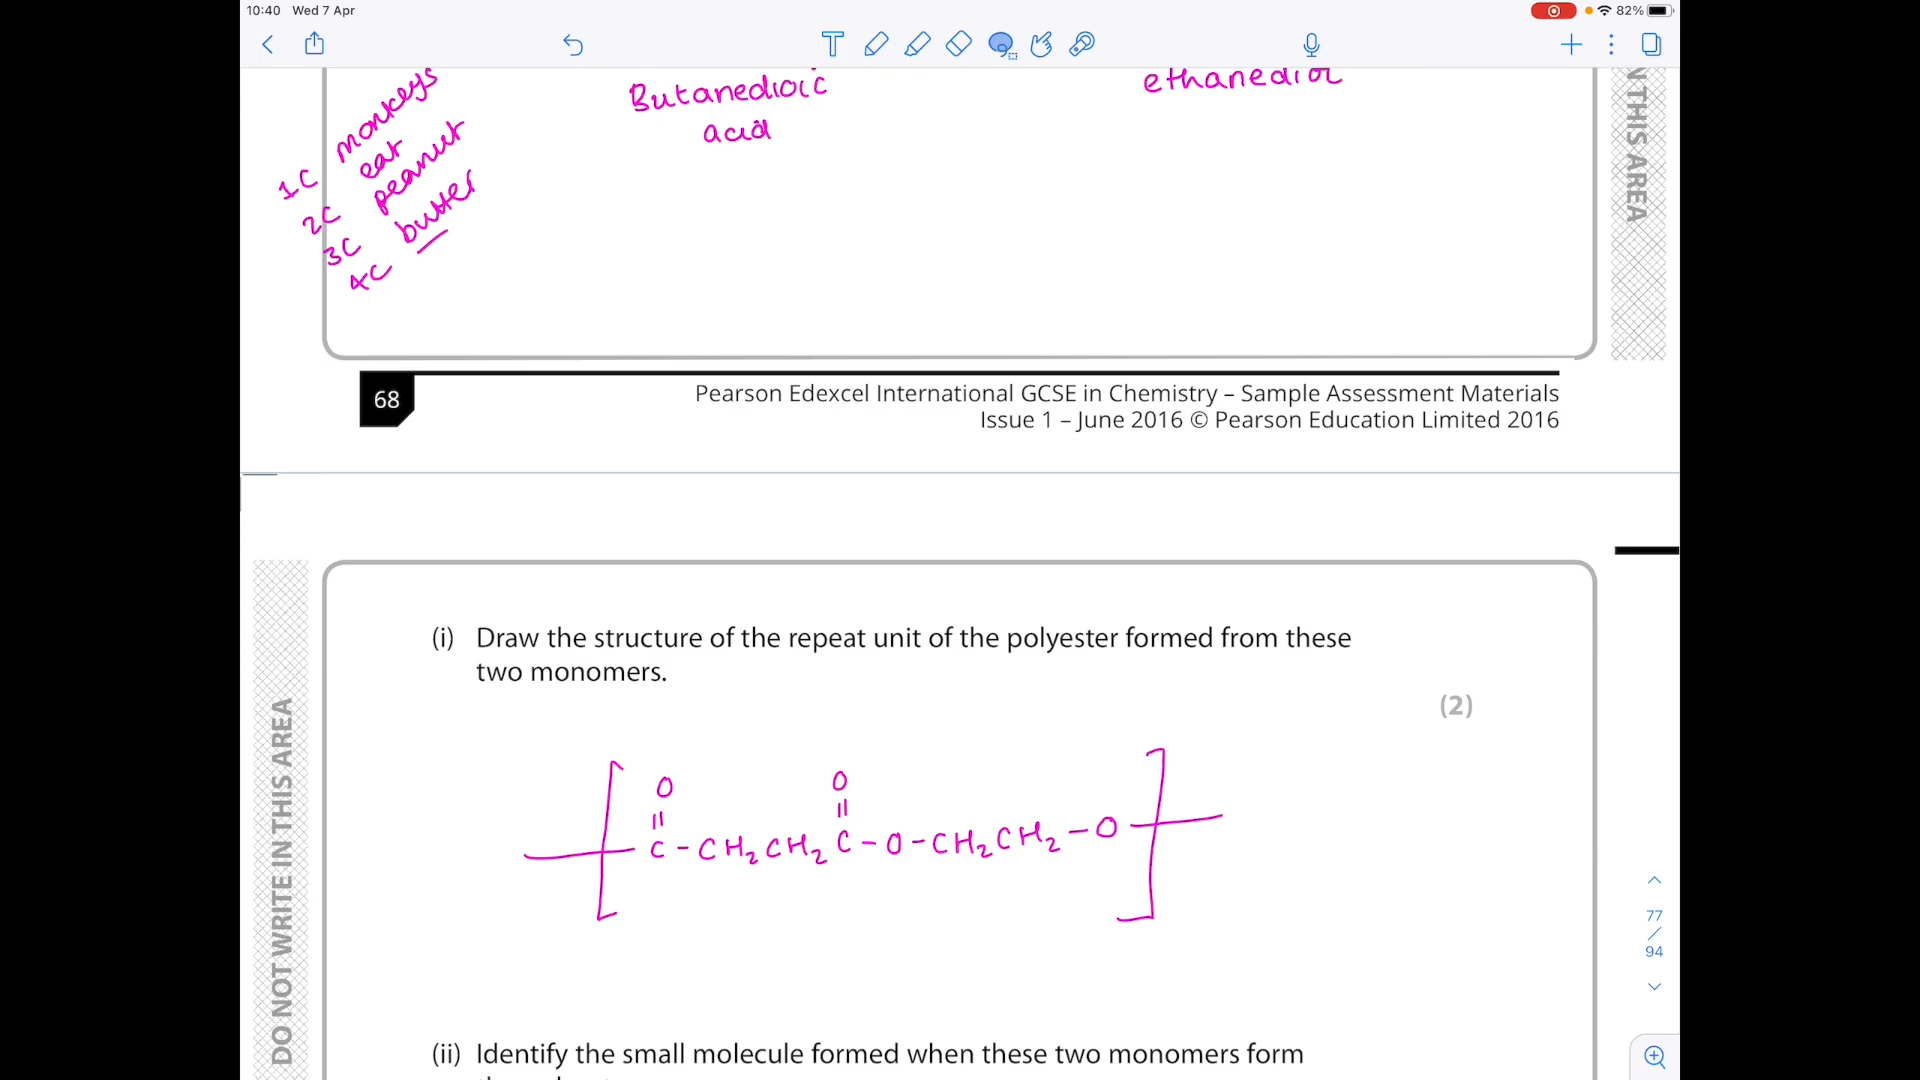 10:40 Wed 7 Apr
82%
T
Butanedioic
acid
ethanediol
1C monkeys
2C eat
3C peanut
4C butter
N THIS AREA
68
Pearson Edexcel International GCSE in Chemistry – Sample Assessment Materials
Issue 1 – June 2016 © Pearson Education Limited 2016
DO NOT WRITE IN THIS AREA
(i) Draw the structure of the repeat unit of the polyester formed from these
two monomers.
(2)
O O
|| ||
C - CH₂CH₂ C - O - CH₂CH₂ - O
77
/
94
(ii) Identify the small molecule formed when these two monomers form